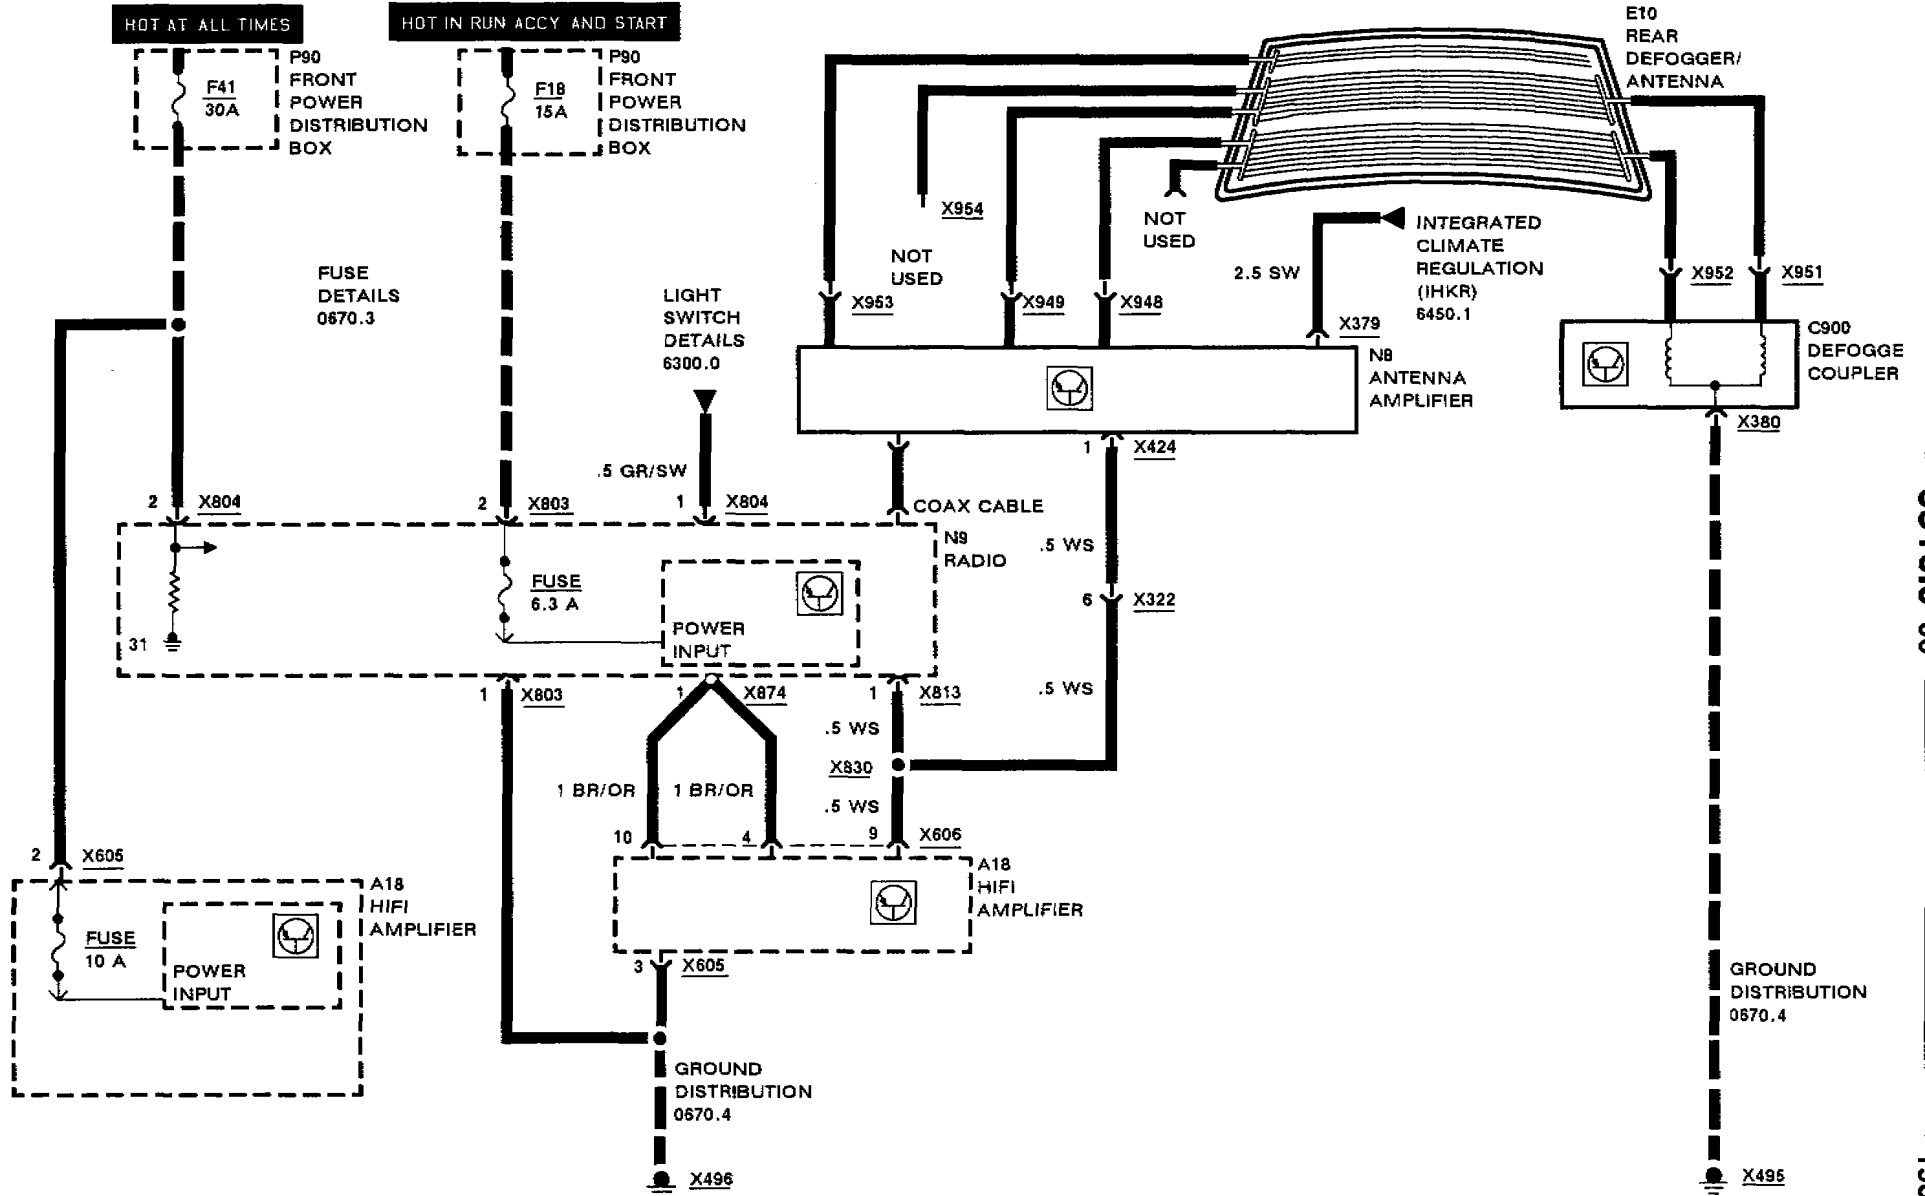 HOT AT ALL TIMES
HOT IN RUN ACCY AND START
F41
30A
P90
FRONT
POWER
DISTRIBUTION
BOX
F18
15A
P90
FRONT
POWER
DISTRIBUTION
BOX
E10
REAR
DEFOGGER/
ANTENNA
FUSE
DETAILS
0670.3
LIGHT
SWITCH
DETAILS
6300.0
X954
NOT
USED
NOT
USED
2.5 SW
INTEGRATED
CLIMATE
REGULATION
(IHKR)
6450.1
X953
X949
X948
X379
X952
X951
N8
ANTENNA
AMPLIFIER
C900
DEFOGGE
COUPLER
X380
1 X424
.5 GR/SW
2 X804
2 X803
1 X804
COAX CABLE
N9
RADIO
.5 WS
6 X322
FUSE
6.3 A
POWER
INPUT
31
1 X803
1 X874
1 X813
.5 WS
.5 WS
X830
1 BR/OR
1 BR/OR
.5 WS
10
4
9 X606
2 X605
A18
HIFI
AMPLIFIER
FUSE
10 A
POWER
INPUT
A18
HIFI
AMPLIFIER
3 X605
GROUND
DISTRIBUTION
0670.4
GROUND
DISTRIBUTION
0670.4
X496
X495